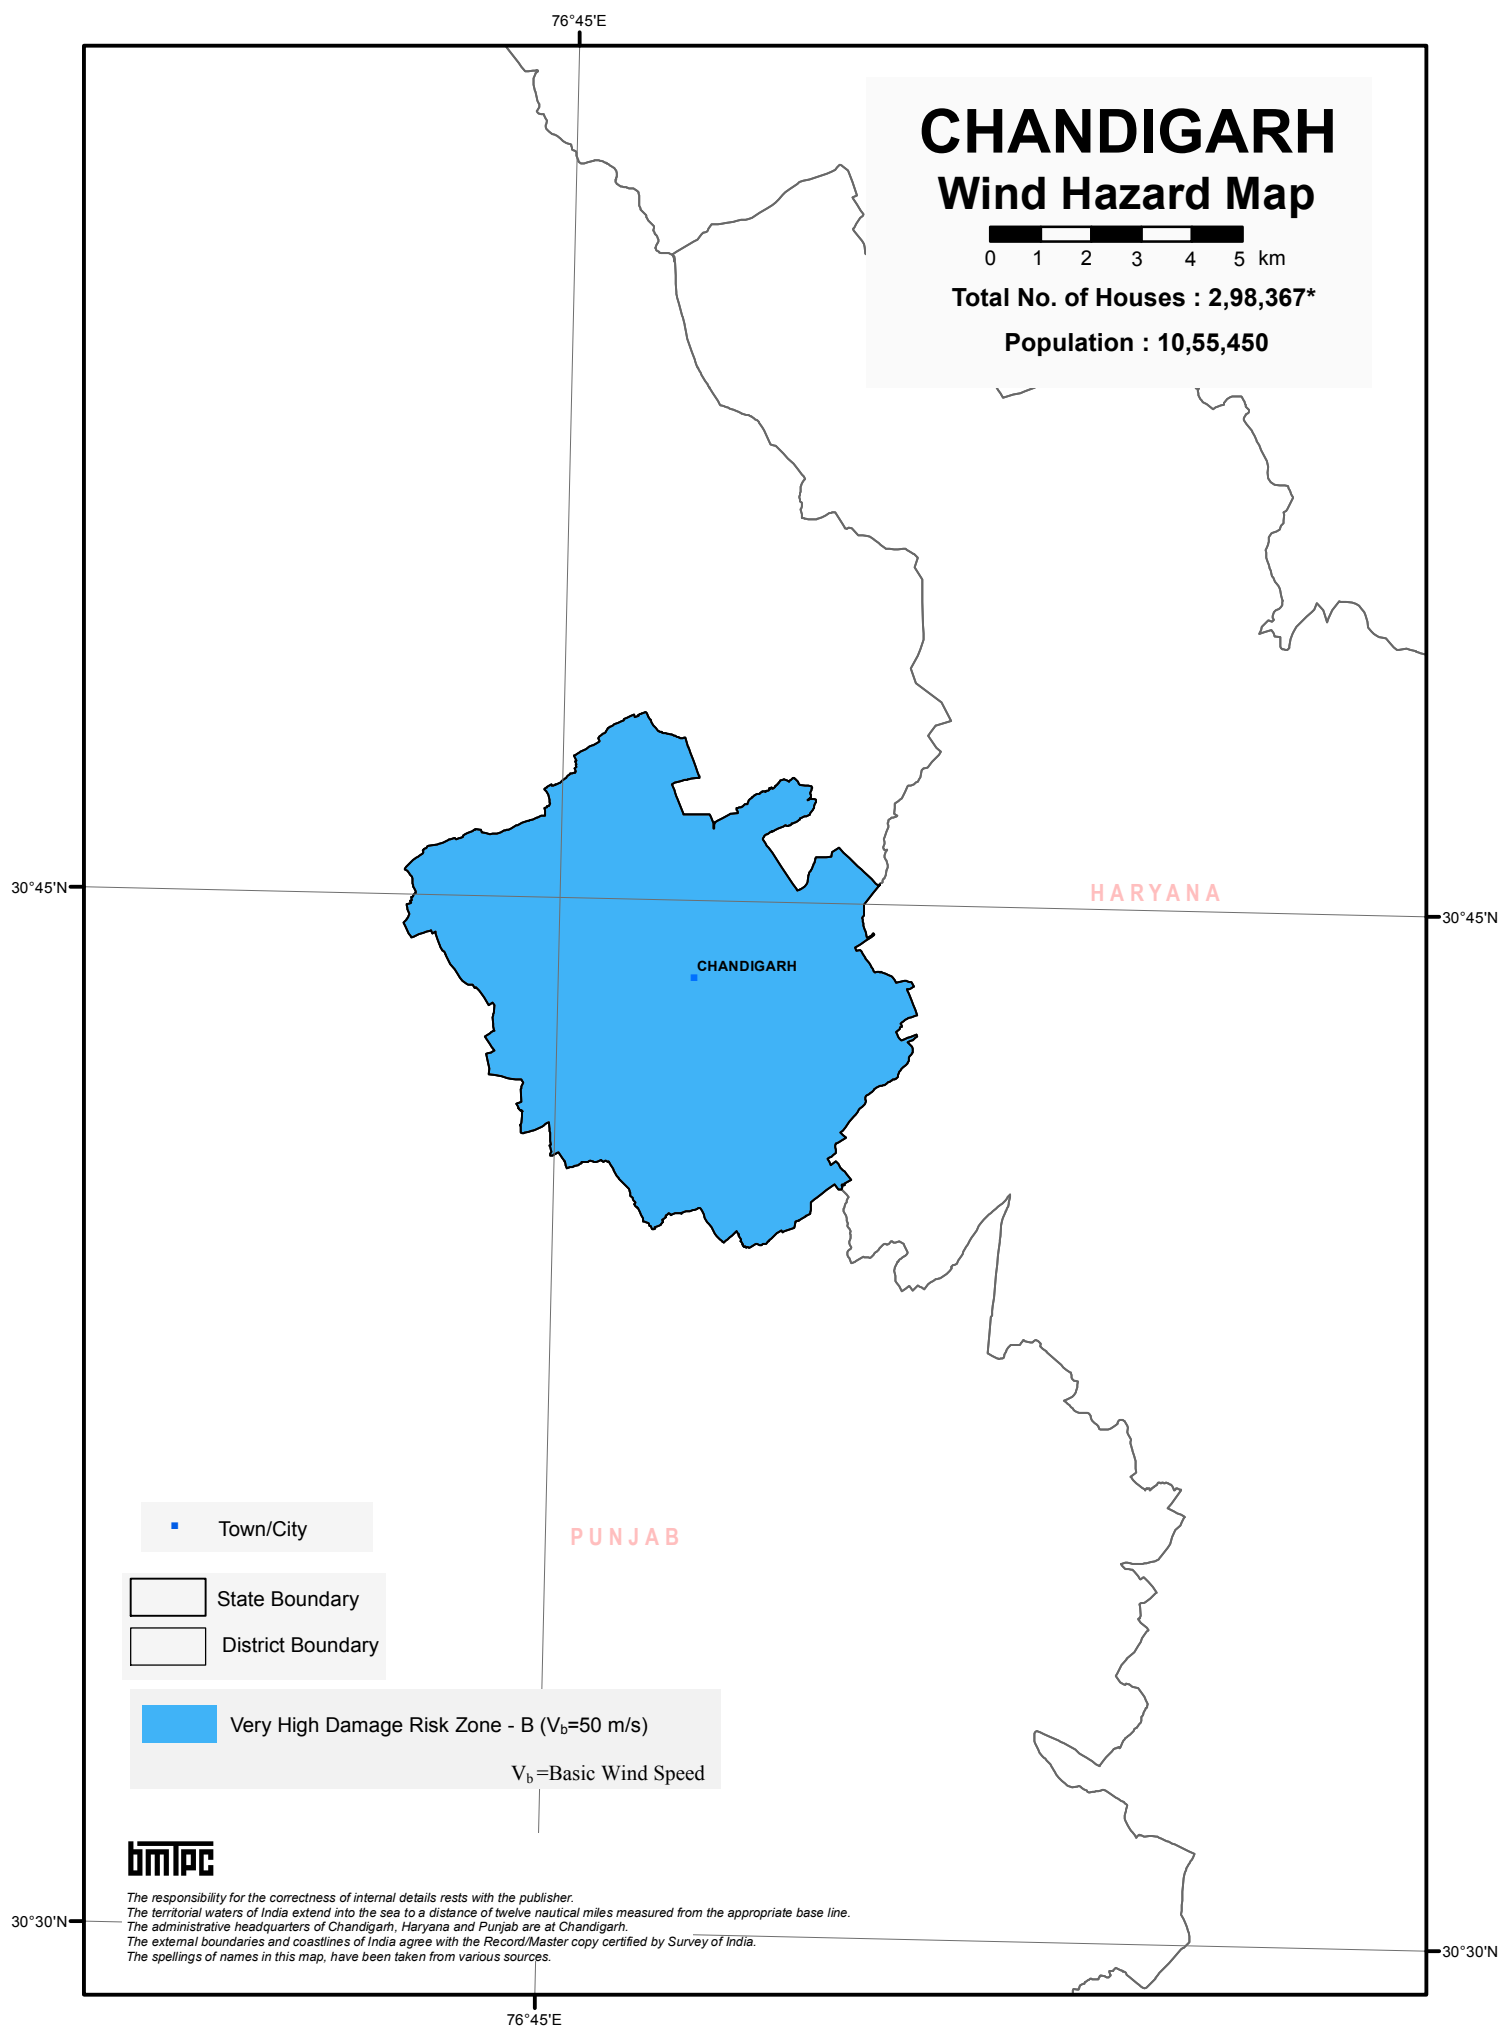 76°45'E
CHANDIGARH
Wind Hazard Map
0 1 2 3 4 5 km
Total No. of Houses : 2,98,367*
Population : 10,55,450
30°45'N
HARYANA
30°45'N
CHANDIGARH
Town/City
PUNJAB
State Boundary
District Boundary
Very High Damage Risk Zone - B (Vb=50 m/s)
Vb=Basic Wind Speed
bmTPC
The responsibility for the correctness of internal details rests with the publisher.
The territorial waters of India extend into the sea to a distance of twelve nautical miles measured from the appropriate base line.
30°30'N
The administrative headquarters of Chandigarh, Haryana and Punjab are at Chandigarh.
The external boundaries and coastlines of India agree with the Record/Master copy certified by Survey of India.
30°30'N
The spellings of names in this map, have been taken from various sources.
76°45'E